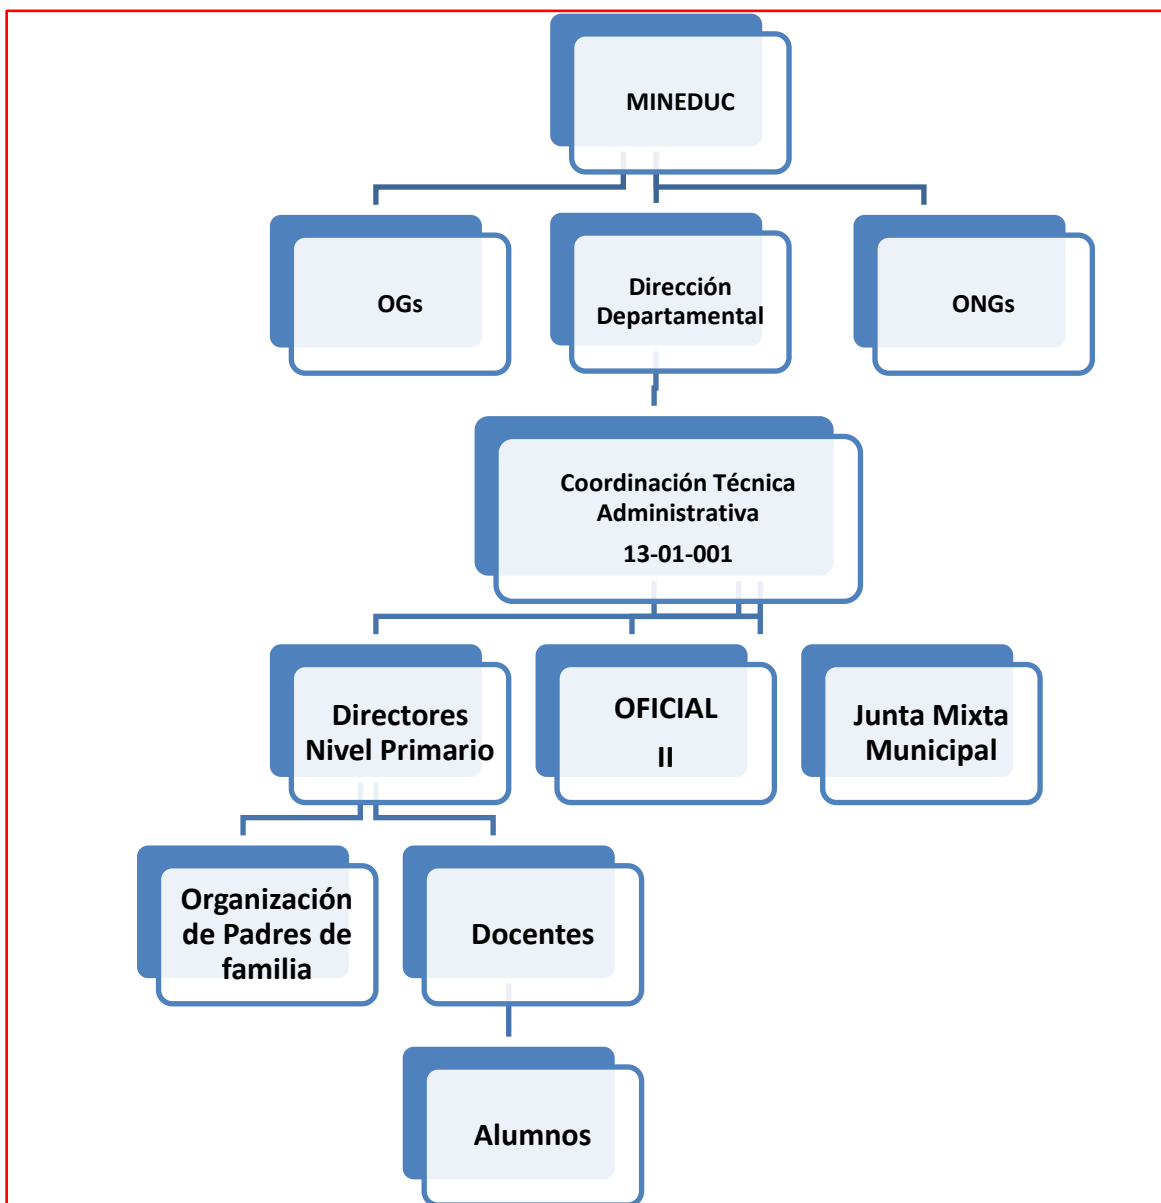 MINEDUC
OGs
Dirección
Departamental
ONGs
Coordinación Técnica
Administrativa
13-01-001
Directores
Nivel Primario
OFICIAL
II
Junta Mixta
Municipal
Organización
de Padres de
familia
Docentes
Alumnos